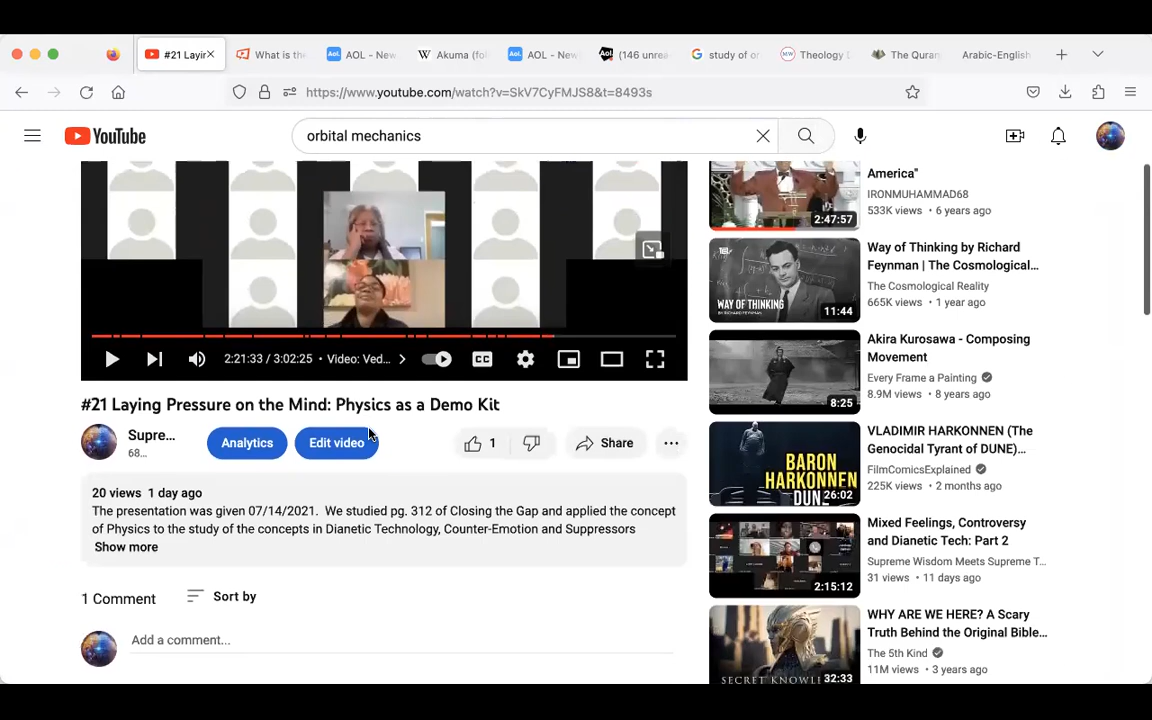 #21 Layin
What is the
AOL - New
Akuma (fol
AOL - New
(146 unrea
study of or
Theology D
The Quran
Arabic-English
https://www.youtube.com/watch?v=SkV7CyFMJS8&t=8493s
YouTube
orbital mechanics
2:21:33 / 3:02:25 • Video: Ved...
#21 Laying Pressure on the Mind: Physics as a Demo Kit
Supre...
68...
Analytics
Edit video
1
Share
20 views 1 day ago
The presentation was given 07/14/2021. We studied pg. 312 of Closing the Gap and applied the concept
of Physics to the study of the concepts in Dianetic Technology, Counter-Emotion and Suppressors
Show more
1 Comment
Sort by
Add a comment...
America"
IRONMUHAMMAD68
533K views • 6 years ago
2:47:57
Way of Thinking by Richard
Feynman | The Cosmological...
The Cosmological Reality
665K views • 1 year ago
WAY OF THINKING
11:44
Akira Kurosawa - Composing
Movement
Every Frame a Painting
8.9M views • 8 years ago
8:25
VLADIMIR HARKONNEN (The
Genocidal Tyrant of DUNE)...
FilmComicsExplained
225K views • 2 months ago
BARON
HARKONNEN
DUNE
26:02
Mixed Feelings, Controversy
and Dianetic Tech: Part 2
Supreme Wisdom Meets Supreme T...
31 views • 11 days ago
2:15:12
WHY ARE WE HERE? A Scary
Truth Behind the Original Bible...
The 5th Kind
11M views • 3 years ago
SECRET KNOWL
32:33